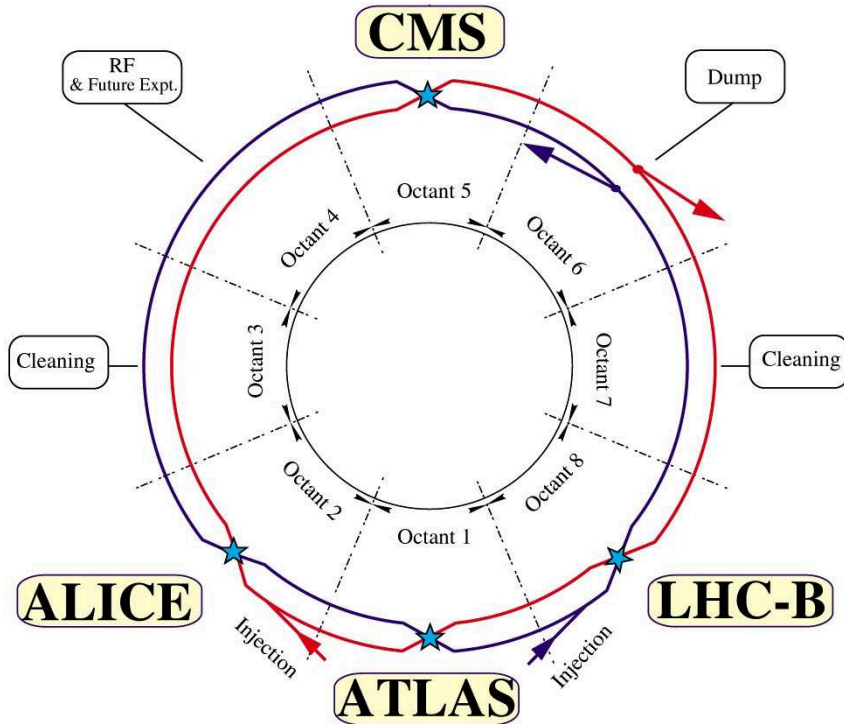 CMS
RF
& Future Expt.
Dump
Octant 5
Octant 4
Octant 6
Cleaning
Octant 3
Octant 7
Cleaning
Octant 2
Octant 8
Octant 1
ALICE
LHC-B
Injection
Injection
ATLAS